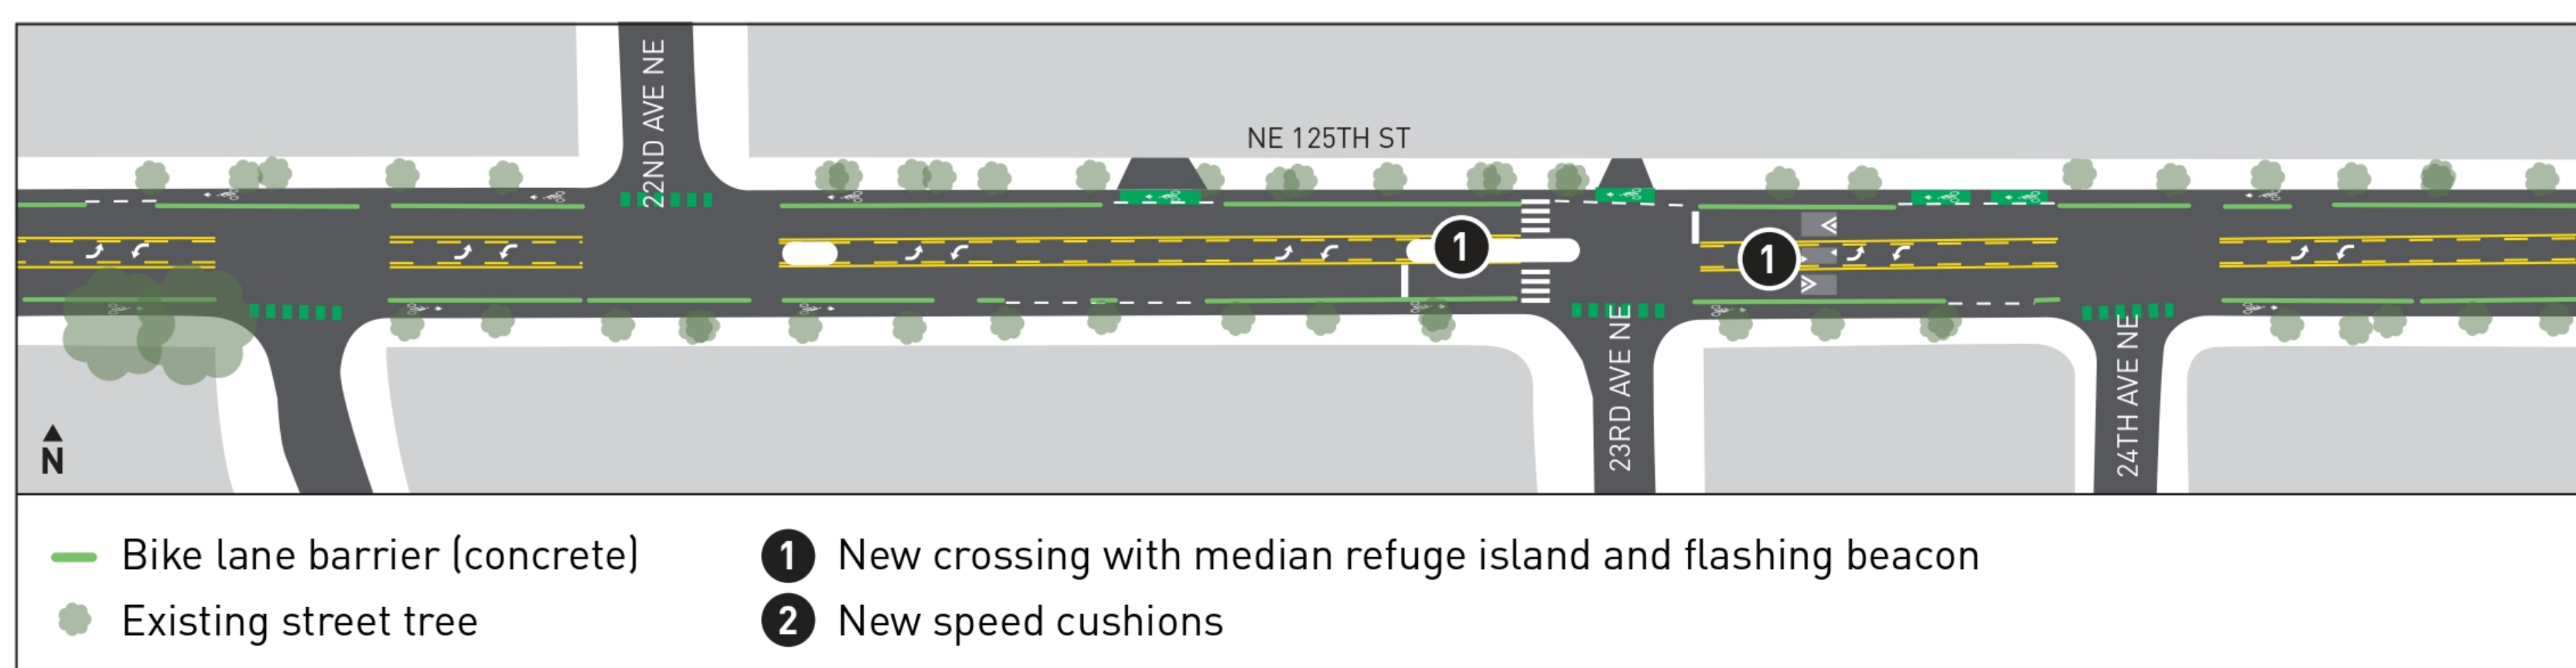 22ND AVE NE
NE 125TH ST
1
1
23RD AVE NE
24TH AVE NE
N
Bike lane barrier (concrete)
1 New crossing with median refuge island and flashing beacon
Existing street tree
2 New speed cushions